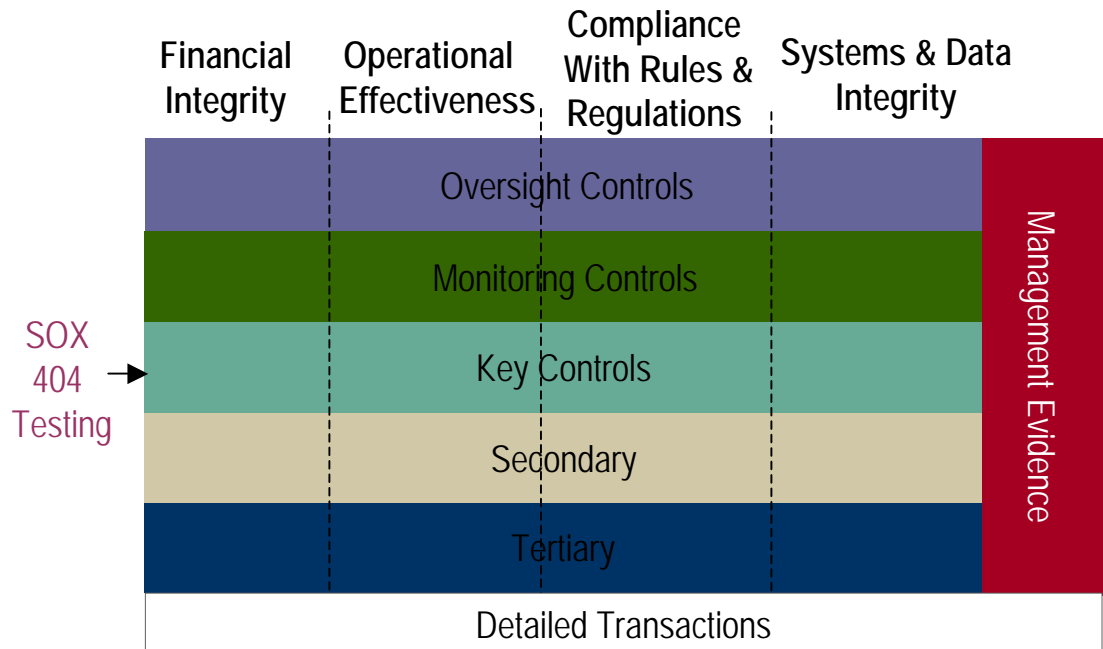 Financial
Integrity
Operational
Effectiveness
Compliance
With Rules &
Regulations
Systems & Data
Integrity
Oversight Controls
Monitoring Controls
SOX
404
Testing
Key Controls
Secondary
Tertiary
Management Evidence
Detailed Transactions